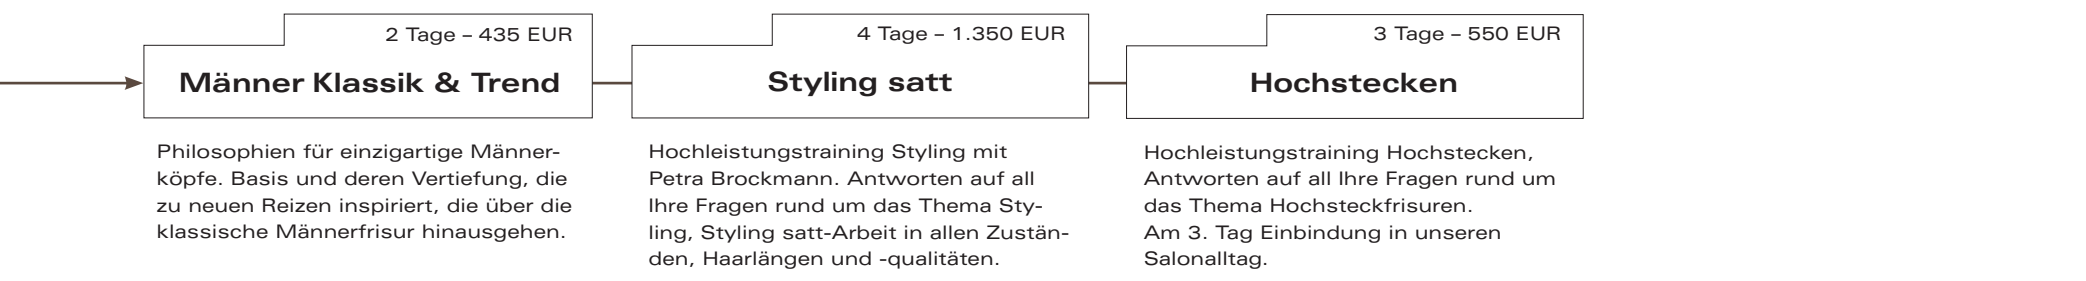 2 Tage – 435 EUR
Männer Klassik & Trend
Philosophien für einzigartige Männer-
köpfe. Basis und deren Vertiefung, die
zu neuen Reizen inspiriert, die über die
klassische Männerfrisur hinausgehen.
4 Tage – 1.350 EUR
Styling satt
Hochleistungstraining Styling mit
Petra Brockmann. Antworten auf all
Ihre Fragen rund um das Thema Sty-
ling, Styling satt-Arbeit in allen Zustän-
den, Haarlängen und -qualitäten.
3 Tage – 550 EUR
Hochstecken
Hochleistungstraining Hochstecken,
Antworten auf all Ihre Fragen rund um
das Thema Hochsteckfrisuren.
Am 3. Tag Einbindung in unseren
Salonalltag.